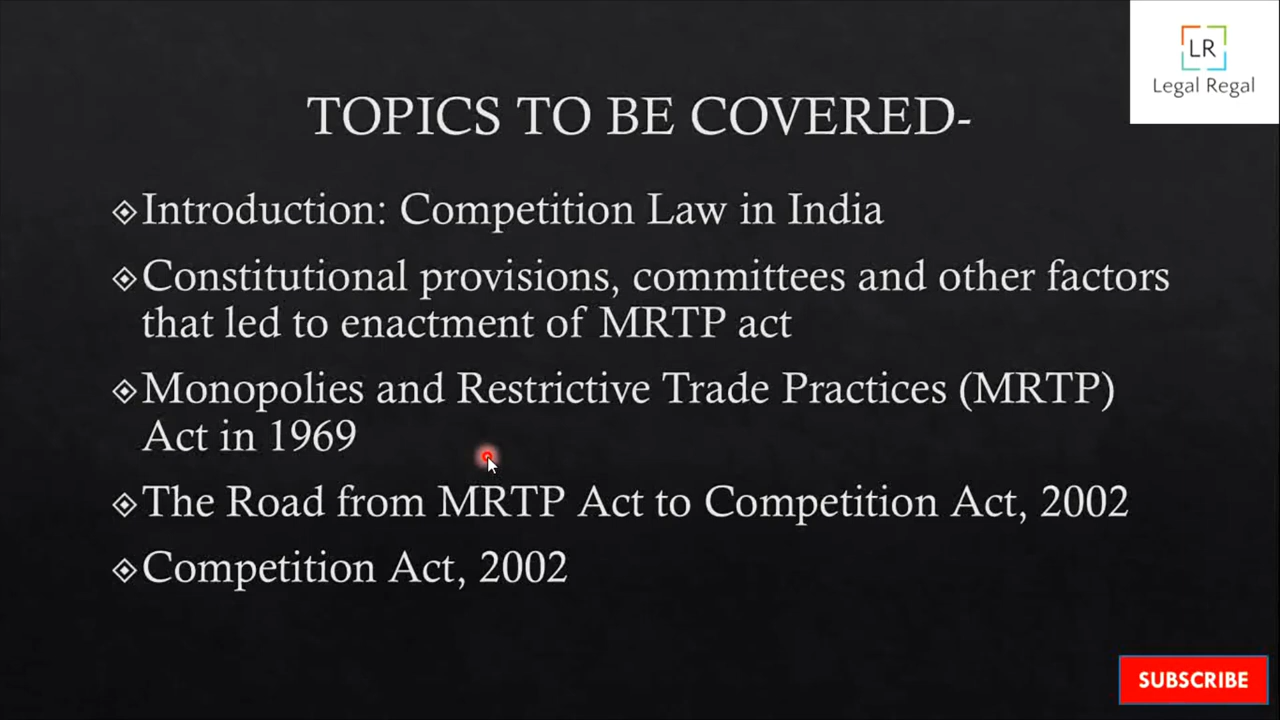 LR
Legal Regal
TOPICS TO BE COVERED-
Introduction: Competition Law in India
Constitutional provisions, committees and other factors
that led to enactment of MRTP act
Monopolies and Restrictive Trade Practices (MRTP)
Act in 1969
The Road from MRTP Act to Competition Act, 2002
Competition Act, 2002
SUBSCRIBE